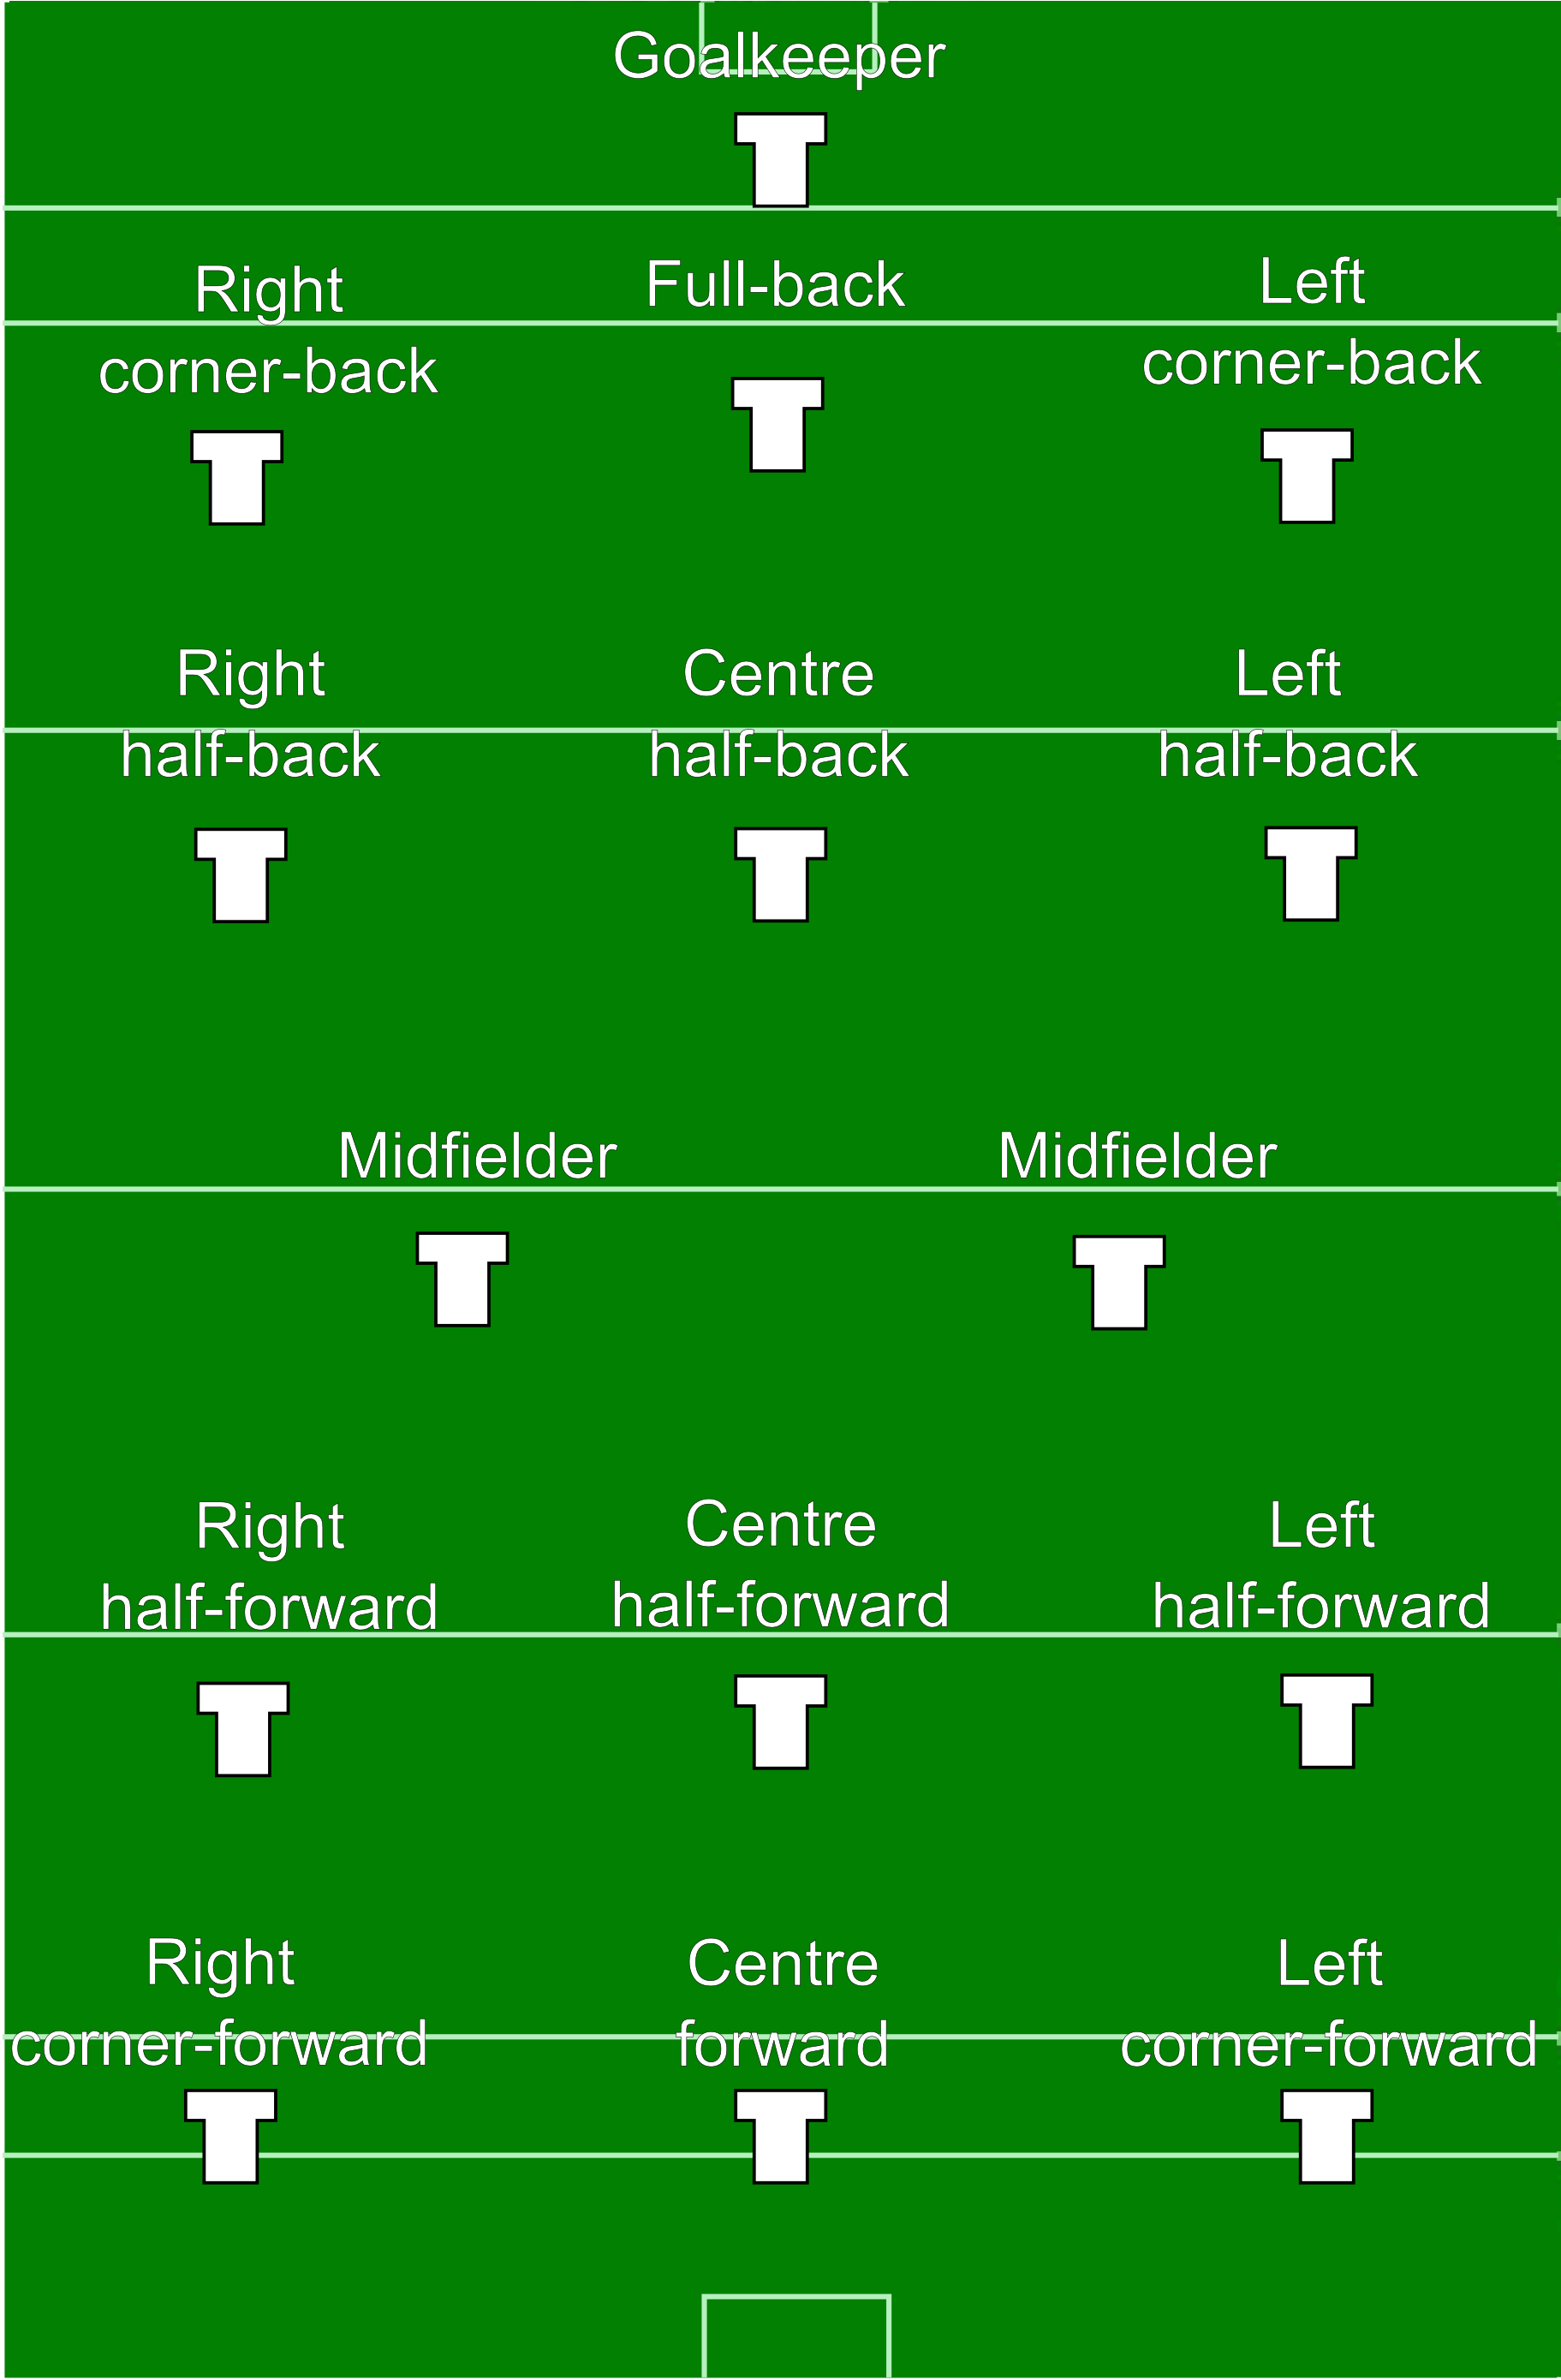 Goalkeeper
Right
corner-back
Full-back
Left
corner-back
Right
half-back
Centre
half-back
Left
half-back
Midfielder
Midfielder
Right
half-forward
Centre
half-forward
Left
half-forward
Right
corner-forward
Centre
forward
Left
corner-forward